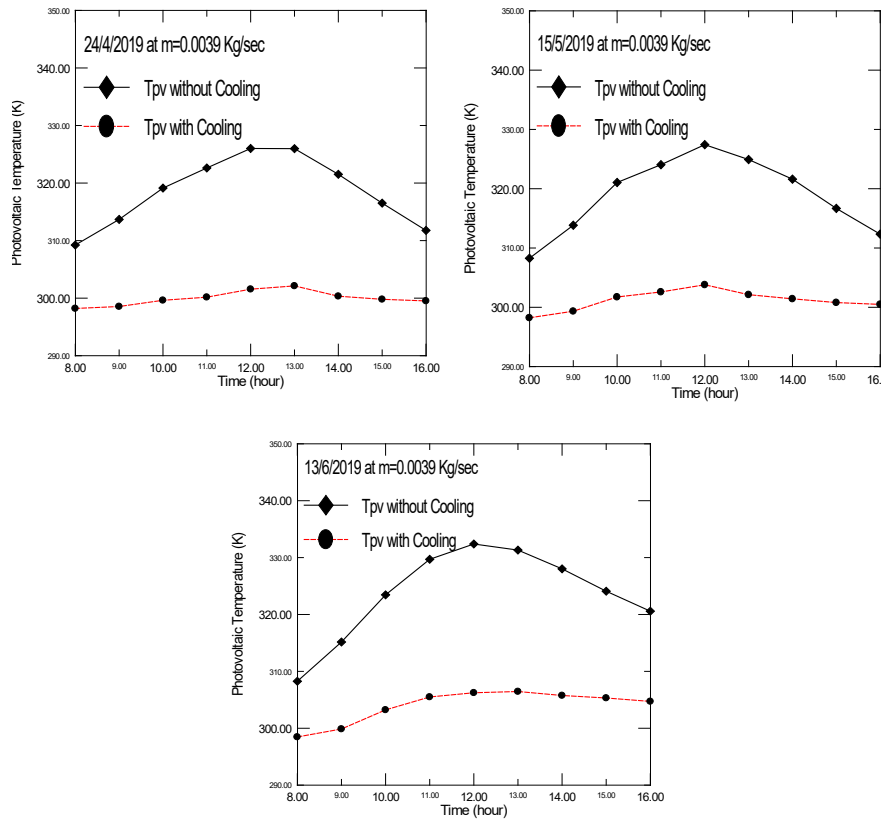 350.00
24/4/2019 at m=0.0039 Kg/sec
340.00
Tpv without Cooling
330.00
Tpv with Cooling
320.00
310.00
300.00
290.00
Photovoltaic Temperature (K)
8.00 9.00 10.00 11.00 12.00 13.00 14.00 15.00 16.00
Time (hour)
350.00
15/5/2019 at m=0.0039 Kg/sec
340.00
Tpv without Cooling
330.00
Tpv with Cooling
320.00
310.00
300.00
290.00
Photovoltaic Temperature (K)
8.00 9.00 10.00 11.00 12.00 13.00 14.00 15.00 16.0
Time (hour)
350.00
13/6/2019 at m=0.0039 Kg/sec
340.00
Tpv without Cooling
330.00
Tpv with Cooling
320.00
310.00
300.00
290.00
Photovoltaic Temperature (K)
8.00 9.00 10.00 11.00 12.00 13.00 14.00 15.00 16.00
Time (hour)